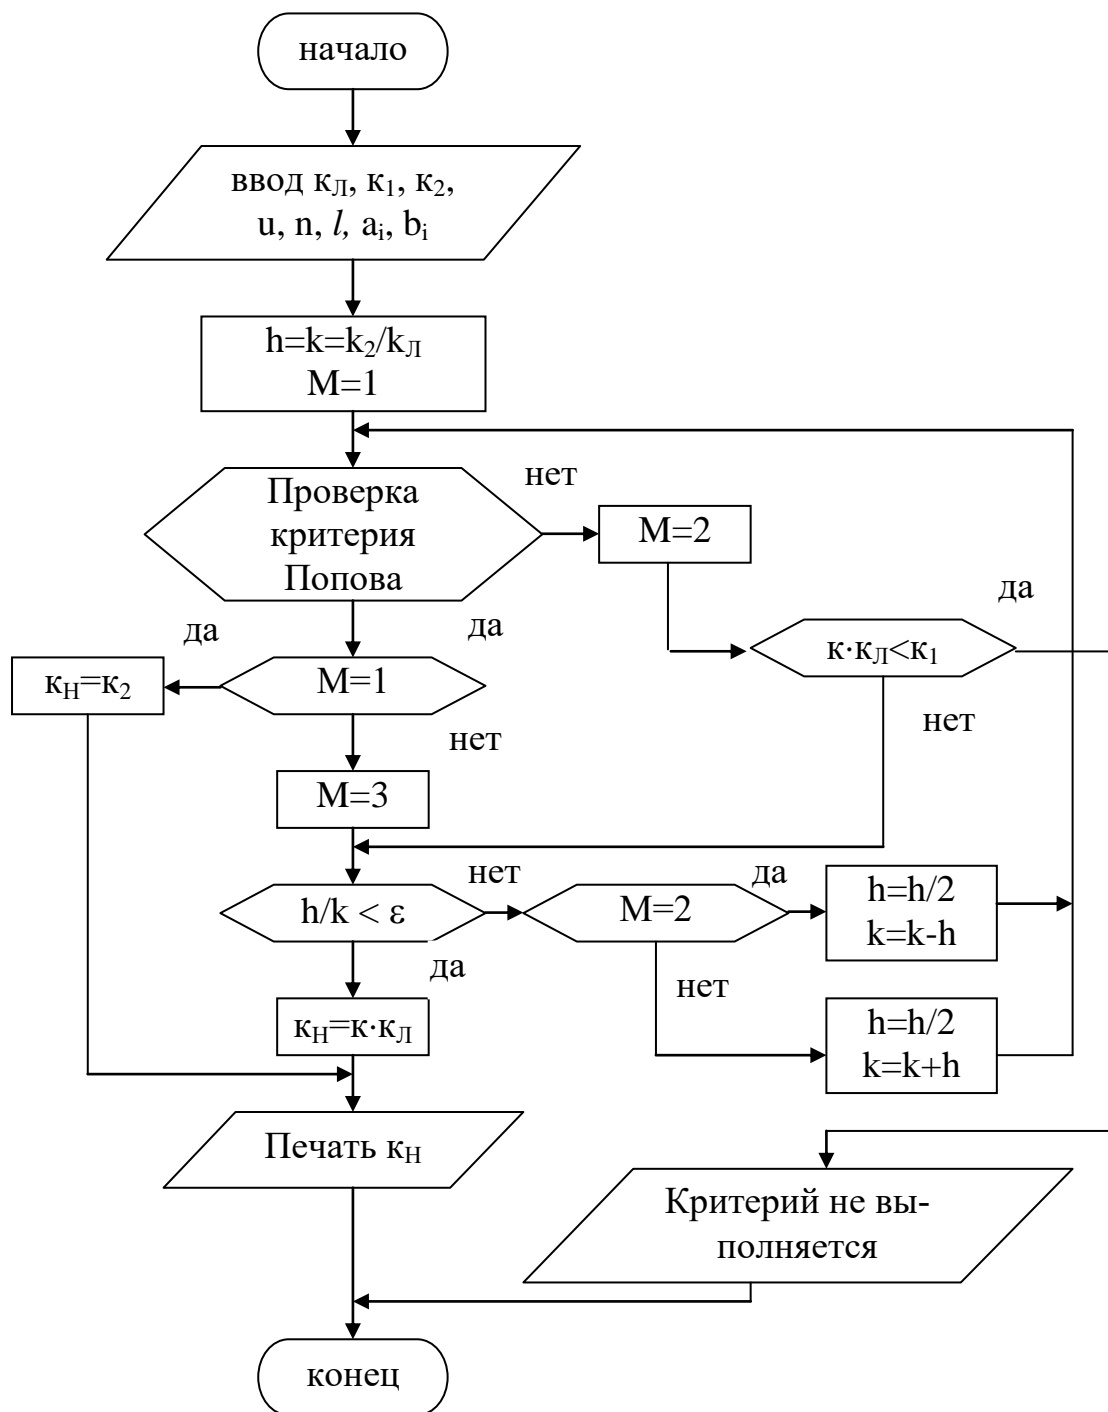 начало
ввод кЛ, к1, к2,
u, n, l, ai, bi
h=k=k2/kЛ
M=1
Проверка
критерия
Попова
нет
M=2
да
да
да
к·кЛ<к1
кН=к2
M=1
нет
нет
M=3
h/k < ε
нет
M=2
да
h=h/2
k=k-h
да
нет
кН=к·кЛ
h=h/2
k=k+h
Печать кН
Критерий не вы-
полняется
конец